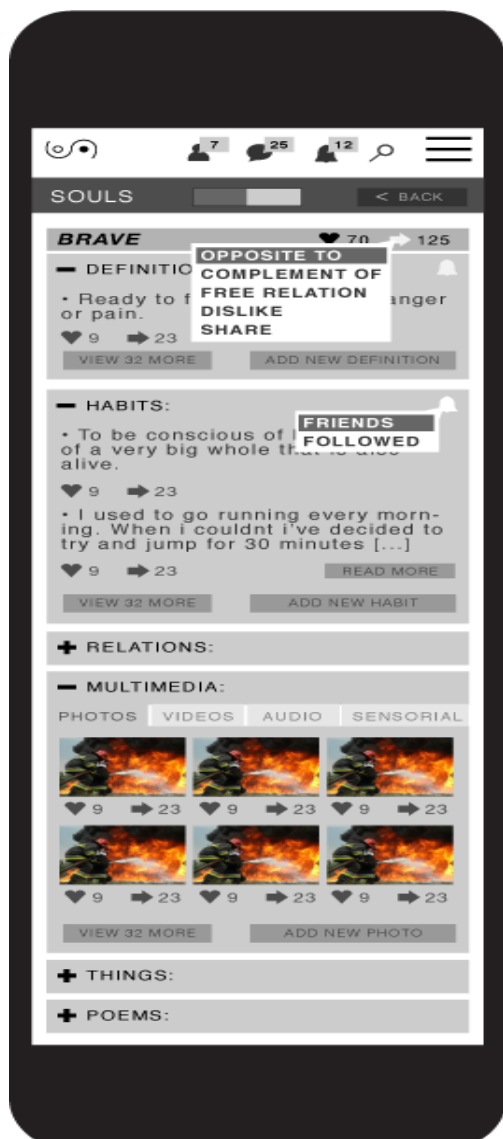 7 25 12
SOULS < BACK
BRAVE 70 125
OPPOSITE TO
COMPLEMENT OF
FREE RELATION
DISLIKE
SHARE
DEFINITIO
• Ready to f anger
or pain.
9 23
VIEW 32 MORE ADD NEW DEFINITION
HABITS:
FRIENDS
FOLLOWED
• To be conscious of
of a very big whole
alive.
9 23
• I used to go running every morn-
ing. When i couldnt i've decided to
try and jump for 30 minutes [...]
9 23 READ MORE
VIEW 32 MORE ADD NEW HABIT
+ RELATIONS:
MULTIMEDIA:
PHOTOS VIDEOS AUDIO SENSORIAL
9 23 9 23 9 23
9 23 9 23 9 23
VIEW 32 MORE ADD NEW PHOTO
+ THINGS:
+ POEMS: